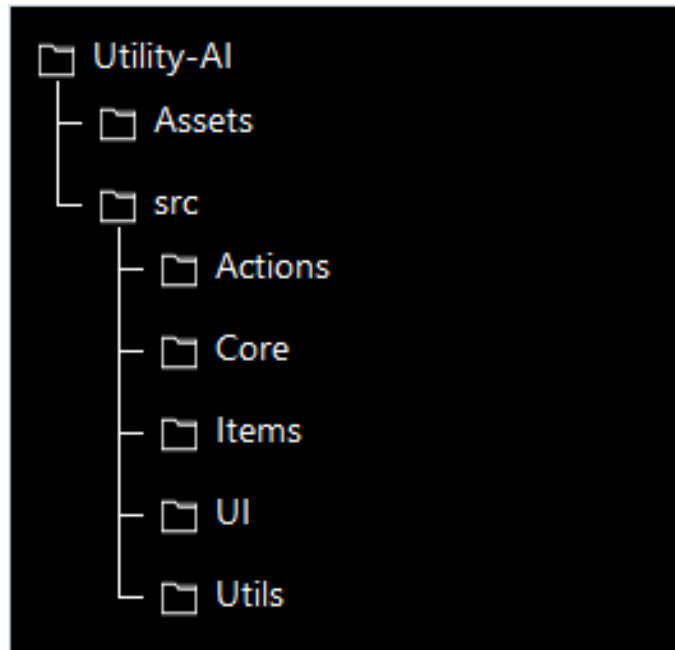 Utility-AI
Assets
src
Actions
Core
Items
UI
Utils